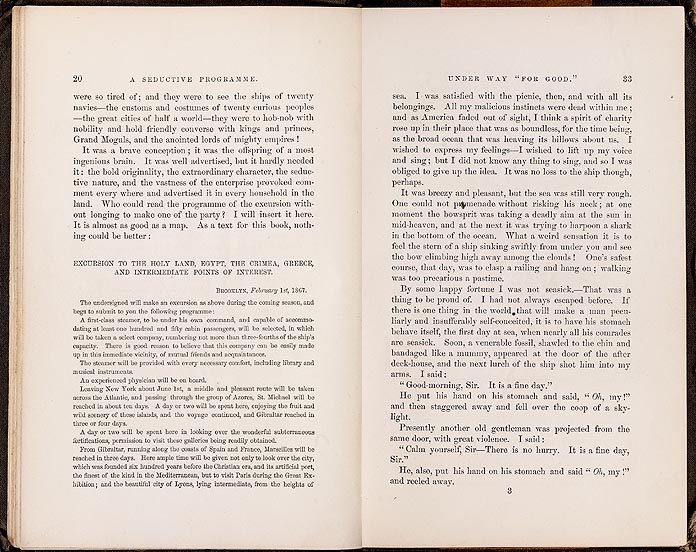 20 A SEDUCTIVE PROGRAMME.
were so tired of; and they were to see the ships of twenty
navies—the customs and costumes of twenty curious peoples
—the great cities of half a world—they were to hob-nob with
nobility and hold friendly converse with kings and princes,
Grand Moguls, and the anointed lords of mighty empires!
It was a brave conception; it was the offspring of a most
ingenious brain. It was well advertised, but it hardly needed
it: the bold originality, the extraordinary character, the seduc-
tive nature, and the vastness of the enterprise provoked com-
ment every where and advertised it in every household in the
land. Who could read the programme of the excursion with-
out longing to make one of the party? I will insert it here.
It is almost as good as a map. As a text for this book, noth-
ing could be better:
EXCURSION TO THE HOLY LAND, EGYPT, THE CRIMEA, GREECE,
AND INTERMEDIATE POINTS OF INTEREST.
BROOKLYN, February 1st, 1867.
The undersigned will make an excursion as above during the coming season, and
begs to submit to you the following programme:
A first-class steamer, to be under his own command, and capable of accommo-
dating at least one hundred and fifty cabin passengers, will be selected, in which
will be taken a select company, numbering not more than three-fourths of the ship's
capacity. There is good reason to believe that this company can be easily made
up in this immediate vicinity, of mutual friends and acquaintances.
The steamer will be provided with every necessary comfort, including library and
musical instruments.
An experienced physician will be on board.
Leaving New York about June 1st, a middle and pleasant route will be taken
across the Atlantic, and passing through the group of Azores, St. Michael will be
reached in about ten days. A day or two will be spent here, enjoying the fruit and
wild scenery of these islands, and the voyage continued, and Gibraltar reached in
three or four days.
A day or two will be spent here in looking over the wonderful subterraneous
fortifications, permission to visit these galleries being readily obtained.
From Gibraltar, running along the coasts of Spain and France, Marseilles will be
reached in three days. Here ample time will be given not only to look over the city,
which was founded six hundred years before the Christian era, and its artificial port,
the finest of the kind in the Mediterranean, but to visit Paris during the Great Ex-
hibition; and the beautiful city of Lyons, lying intermediate, from the heights of
UNDER WAY "FOR GOOD." 33
sea. I was satisfied with the picnic, then, and with all its
belongings. All my malicious instincts were dead within me;
and as America faded out of sight, I think a spirit of charity
rose up in their place that was as boundless, for the time being,
as the broad ocean that was heaving its billows about us. I
wished to express my feelings—I wished to lift up my voice
and sing; but I did not know any thing to sing, and so I was
obliged to give up the idea. It was no loss to the ship though,
perhaps.
It was breezy and pleasant, but the sea was still very rough.
One could not promenade without risking his neck; at one
moment the bowsprit was taking a deadly aim at the sun in
mid-heaven, and at the next it was trying to harpoon a shark
in the bottom of the ocean. What a weird sensation it is to
feel the stern of a ship sinking swiftly from under you and see
the bow climbing high away among the clouds! One's safest
course, that day, was to clasp a railing and hang on; walking
was too precarious a pastime.
By some happy fortune I was not seasick.—That was a
thing to be proud of. I had not always escaped before. If
there is one thing in the world that will make a man pecu-
liarly and insufferably self-conceited, it is to have his stomach
behave itself, the first day at sea, when nearly all his comrades
are seasick. Soon, a venerable fossil, shawled to the chin and
bandaged like a mummy, appeared at the door of the after
deck-house, and the next lurch of the ship shot him into my
arms. I said:
"Good-morning, Sir. It is a fine day."
He put his hand on his stomach and said, "Oh, my!"
and then staggered away and fell over the coop of a sky-
light.
Presently another old gentleman was projected from the
same door, with great violence. I said:
"Calm yourself, Sir—There is no hurry. It is a fine day,
Sir."
He, also, put his hand on his stomach and said "Oh, my!"
and reeled away.
3